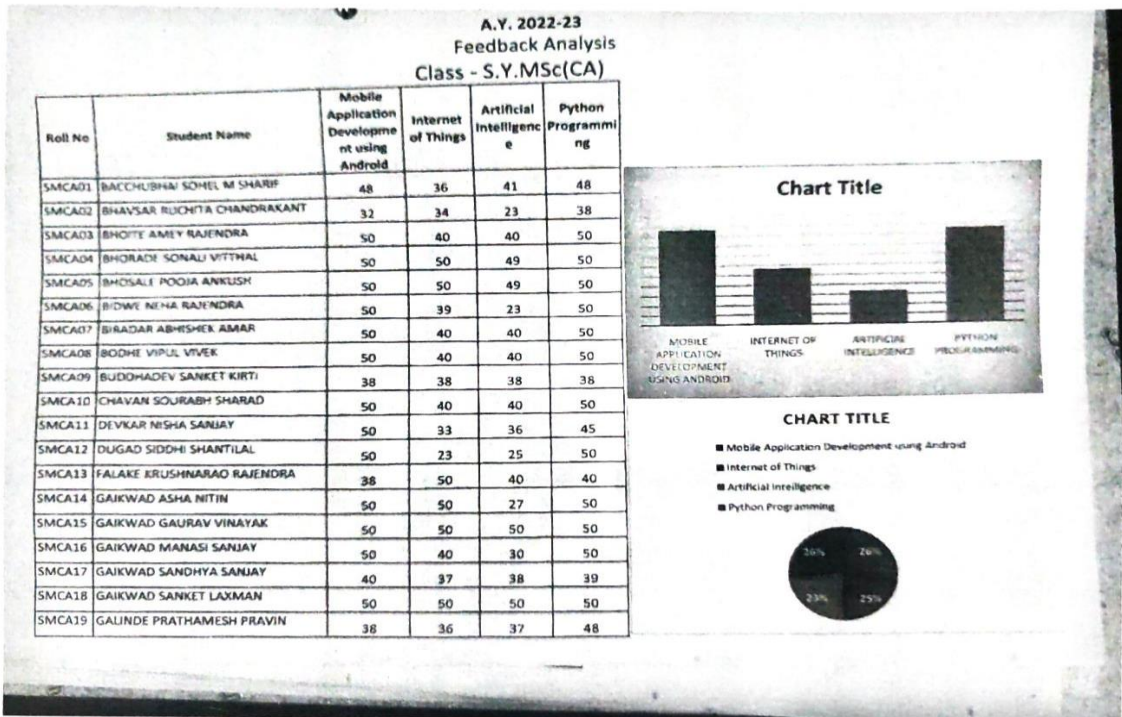 A.Y. 2022-23
Feedback Analysis
Class - S.Y.MSc(CA)
Roll No Student Name Mobile Application Developme nt using Android Internet of Things Artificial Intelligenc e Python Programmi ng
SMCA01 BACCHUBHAI SOHEL M SHARIF 48 36 41 48
SMCA02 BHAVSAR RUCHITA CHANDRAKANT 32 34 23 38
SMCA03 BHOITE AMEY RAJENDRA 50 40 40 50
SMCA04 BHORADE SONALI VITTHAL 50 50 49 50
SMCA05 BHOSALE POOJA ANKUSH 50 50 49 50
SMCA06 BIDWE NEHA RAJENDRA 50 39 23 50
SMCA07 BIRADAR ABHISHEK AMAR 50 40 40 50
SMCA08 BODHE VIPUL VIVEK 50 40 40 50
SMCA09 BUDDHADEV SANKET KIRTI 38 38 38 38
SMCA10 CHAVAN SOURABH SHARAD 50 40 40 50
SMCA11 DEVKAR NISHA SANJAY 50 33 36 45
SMCA12 DUGAD SIDDHI SHANTILAL 50 23 25 50
SMCA13 FALAKE KRUSHNARAO RAJENDRA 38 50 40 40
SMCA14 GAIKWAD ASHA NITIN 50 50 27 50
SMCA15 GAIKWAD GAURAV VINAYAK 50 50 50 50
SMCA16 GAIKWAD MANASI SANJAY 50 40 30 50
SMCA17 GAIKWAD SANDHYA SANJAY 40 37 38 39
SMCA18 GAIKWAD SANKET LAXMAN 50 50 50 50
SMCA19 GALINDE PRATHAMESH PRAVIN 38 36 37 48
Chart Title
MOBILE APPLICATION DEVELOPMENT USING ANDROID
INTERNET OF THINGS
ARTIFICIAL INTELLIGENCE
PYTHON PROGRAMMING
CHART TITLE
Mobile Application Development using Android
Internet of Things
Artificial Intelligence
Python Programming
26% 26%
23% 25%